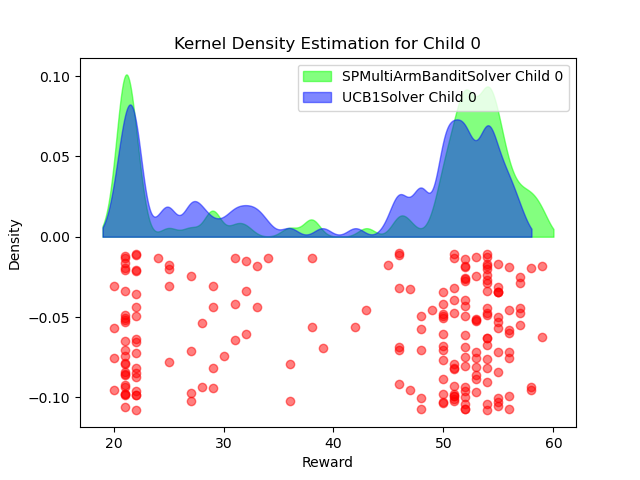 Kernel Density Estimation for Child 0
SPMultiArmBanditSolver Child 0
UCB1Solver Child 0
0.10
0.05
0.00
−0.05
−0.10
Density
20 30 40 50 60
Reward